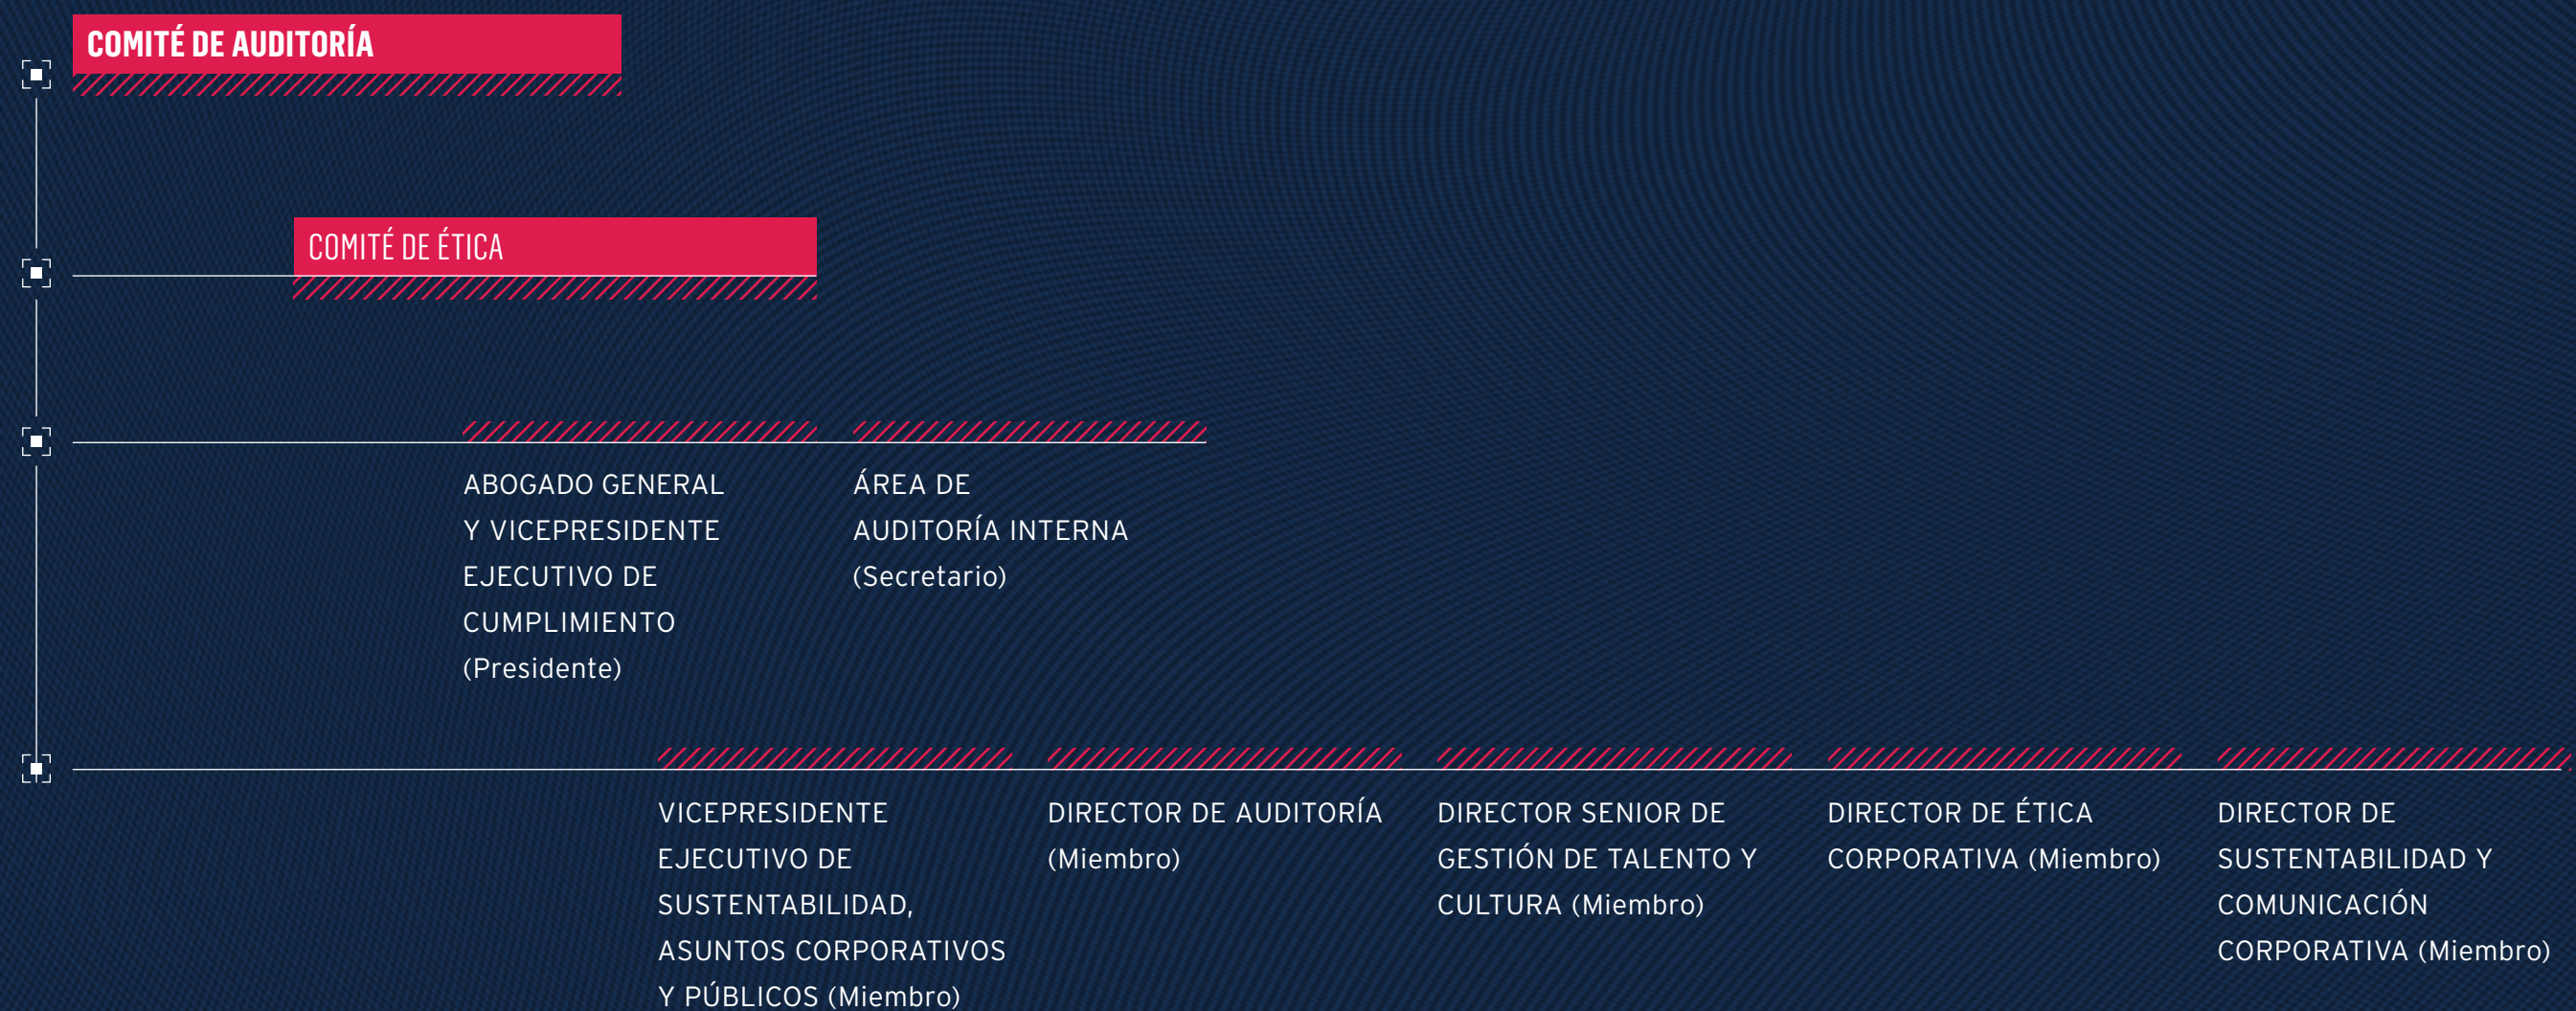 COMITÉ DE AUDITORÍA
COMITÉ DE ÉTICA
ABOGADO GENERAL
Y VICEPRESIDENTE
EJECUTIVO DE
CUMPLIMIENTO
(Presidente)
ÁREA DE
AUDITORÍA INTERNA
(Secretario)
VICEPRESIDENTE
EJECUTIVO DE
SUSTENTABILIDAD,
ASUNTOS CORPORATIVOS
Y PÚBLICOS (Miembro)
DIRECTOR DE AUDITORÍA
(Miembro)
DIRECTOR SENIOR DE
GESTIÓN DE TALENTO Y
CULTURA (Miembro)
DIRECTOR DE ÉTICA
CORPORATIVA (Miembro)
DIRECTOR DE
SUSTENTABILIDAD Y
COMUNICACIÓN
CORPORATIVA (Miembro)